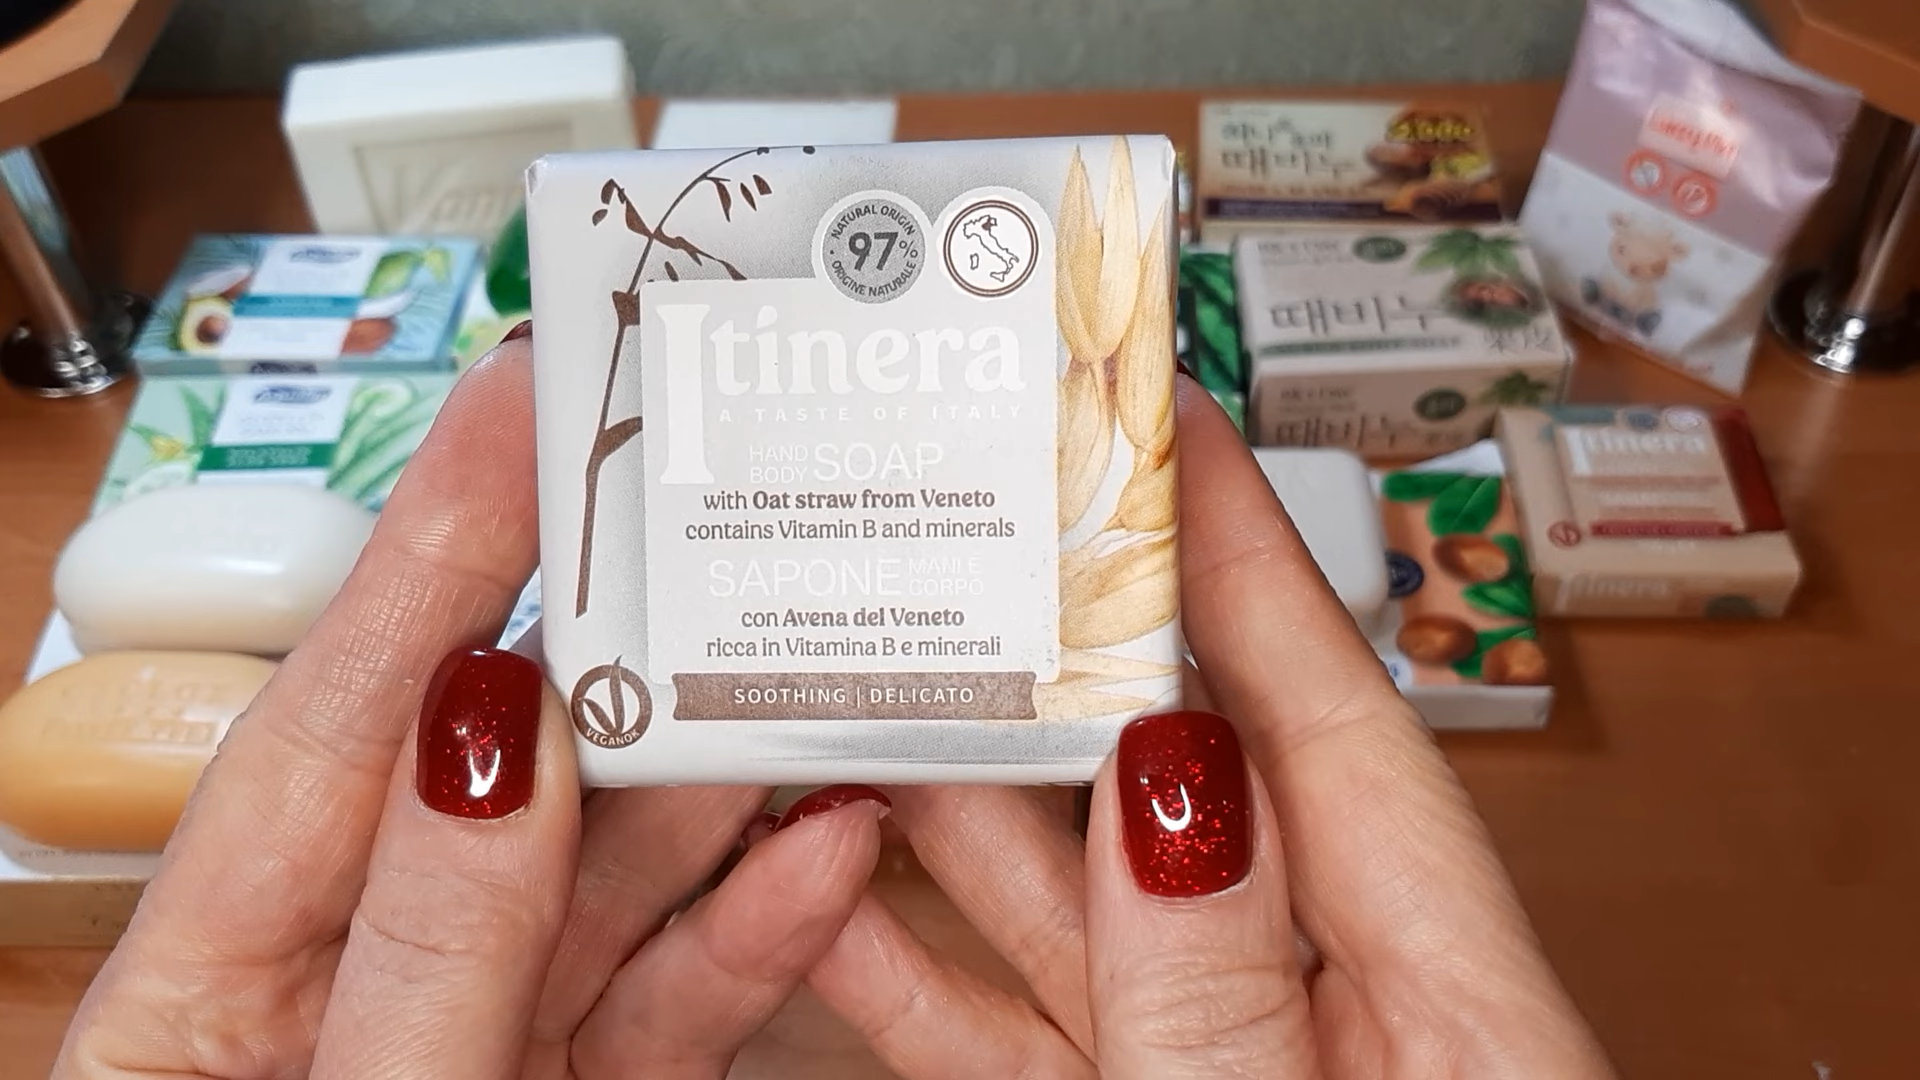 NATURAL ORIGIN
97%
ORIGINE NATURALE
Itinera
A TASTE OF ITALY
HAND BODY SOAP
with Oat straw from Veneto
contains Vitamin B and minerals
SAPONE MANI E CORPO
con Avena del Veneto
ricca in Vitamina B e minerali
SOOTHING | DELICATO
VEGANOK
때비누
때비누
Itinera